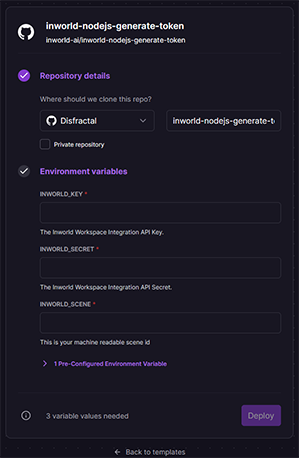 inworld-nodejs-generate-token
inworld-ai/inworld-nodejs-generate-token
Repository details
Where should we clone this repo?
Disfractal inworld-nodejs-generate-t
Private repository
Environment variables
INWORLD_KEY *
The Inworld Workspace Integration API Key.
INWORLD_SECRET *
The Inworld Workspace Integration API Secret.
INWORLD_SCENE *
This is your machine readable scene id
1 Pre-Configured Environment Variable
3 variable values needed Deploy
Back to templates